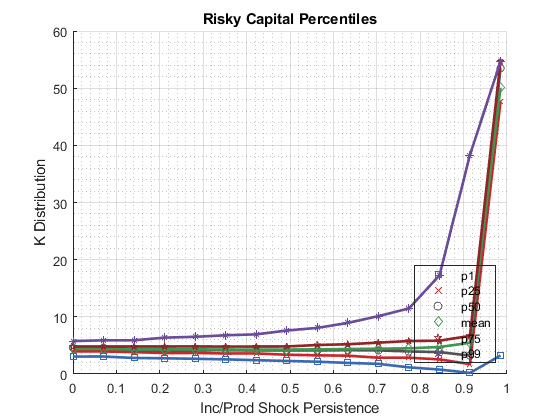 Risky Capital Percentiles
60
50
40
30
20
10
0
K Distribution
p1
p25
p50
mean
p75
p99
0 0.1 0.2 0.3 0.4 0.5 0.6 0.7 0.8 0.9 1
Inc/Prod Shock Persistence